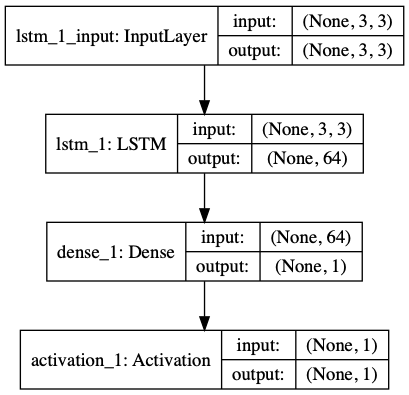 lstm_1_input: InputLayer
input: (None, 3, 3)
output: (None, 3, 3)
lstm_1: LSTM
input: (None, 3, 3)
output: (None, 64)
dense_1: Dense
input: (None, 64)
output: (None, 1)
activation_1: Activation
input: (None, 1)
output: (None, 1)